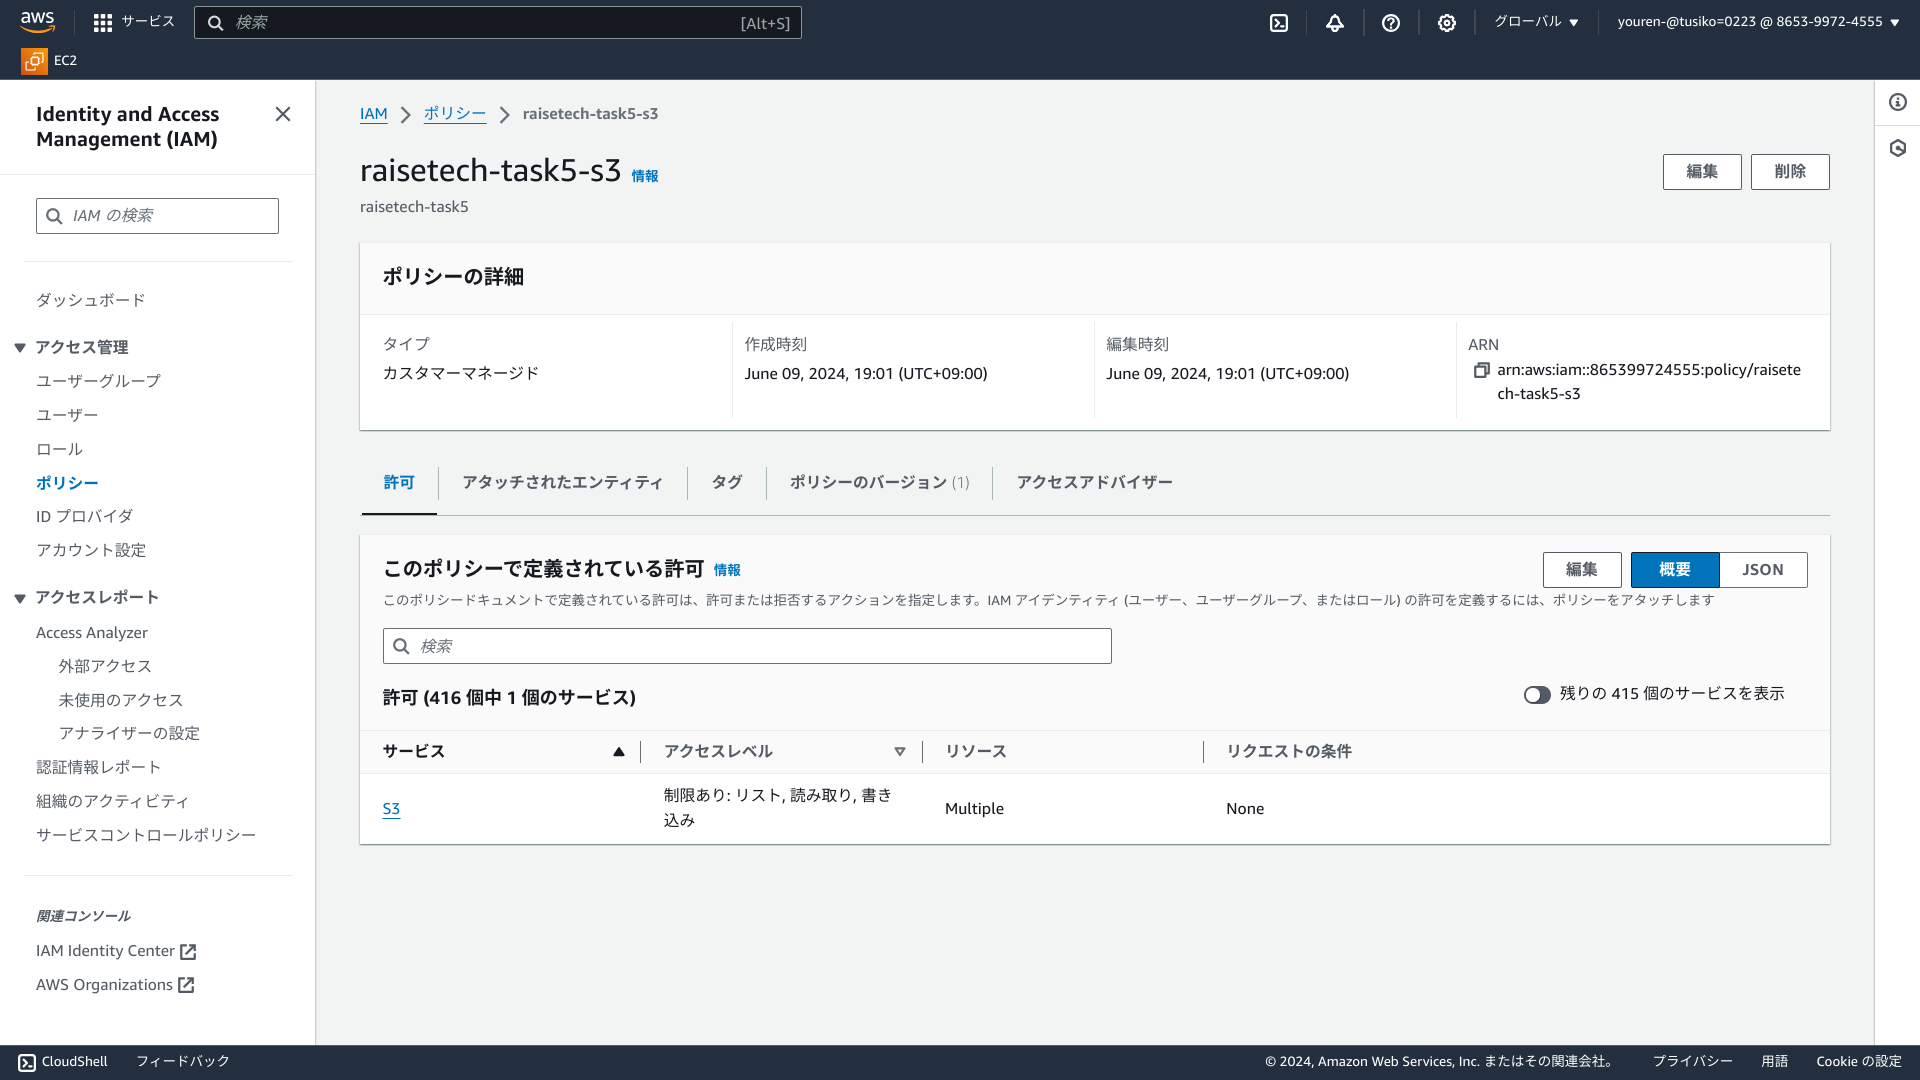 aws
サービス
検索
[Alt+S]
グローバル
youren-@tusiko=0223 @ 8653-9972-4555
EC2
Identity and Access
Management (IAM)
IAM の検索
ダッシュボード
アクセス管理
ユーザーグループ
ユーザー
ロール
ポリシー
ID プロバイダ
アカウント設定
アクセスレポート
Access Analyzer
外部アクセス
未使用のアクセス
アナライザーの設定
認証情報レポート
組織のアクティビティ
サービスコントロールポリシー
関連コンソール
IAM Identity Center
AWS Organizations
IAM > ポリシー > raisetech-task5-s3
raisetech-task5-s3 情報
編集
削除
raisetech-task5
ポリシーの詳細
タイプ
カスタマーマネージド
作成時刻
June 09, 2024, 19:01 (UTC+09:00)
編集時刻
June 09, 2024, 19:01 (UTC+09:00)
ARN
arn:aws:iam::865399724555:policy/raisete
ch-task5-s3
許可
アタッチされたエンティティ
タグ
ポリシーのバージョン (1)
アクセスアドバイザー
このポリシーで定義されている許可 情報
編集
概要
JSON
このポリシードキュメントで定義されている許可は、許可または拒否するアクションを指定します。IAM アイデンティティ (ユーザー、ユーザーグループ、またはロール) の許可を定義するには、ポリシーをアタッチします
検索
許可 (416 個中 1 個のサービス)
残りの 415 個のサービスを表示
サービス
アクセスレベル
リソース
リクエストの条件
S3
制限あり: リスト, 読み取り, 書き
込み
Multiple
None
CloudShell
フィードバック
© 2024, Amazon Web Services, Inc. またはその関連会社。
プライバシー
用語
Cookie の設定